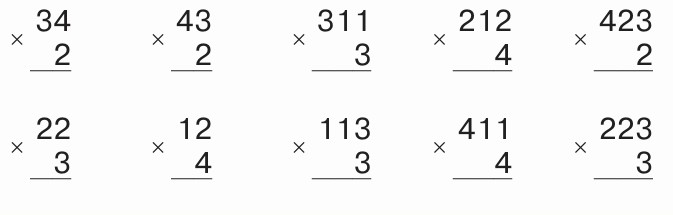 34 43 311 212 423
× 2 × 2 × 3 × 4 × 2
22 12 113 411 223
× 3 × 4 × 3 × 4 × 3